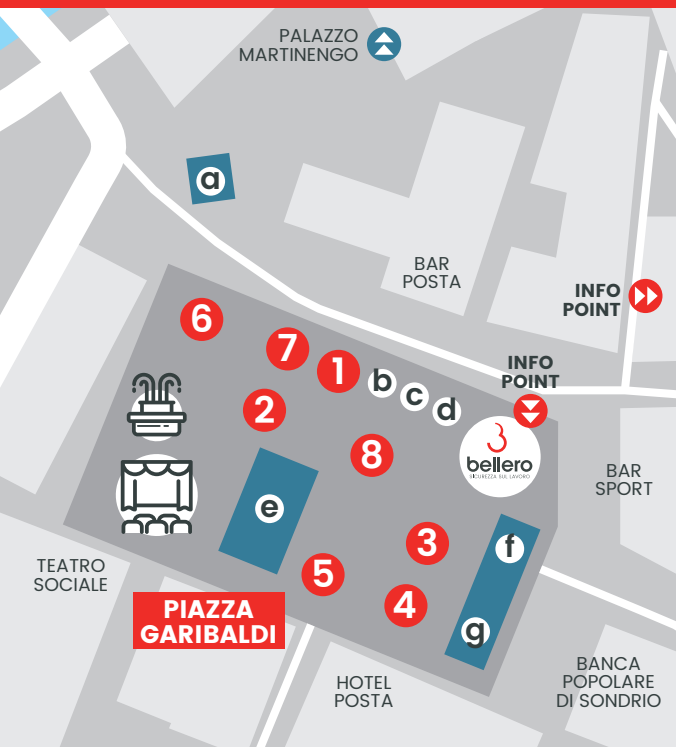 PALAZZO
MARTINENGO
a
BAR
POSTA
INFO
POINT
6
7
1
b
c
d
INFO
POINT
2
8
bellero
SICUREZZA SUL LAVORO
BAR
SPORT
e
3
f
5
4
g
TEATRO
SOCIALE
PIAZZA
GARIBALDI
HOTEL
POSTA
BANCA
POPOLARE
DI SONDRIO